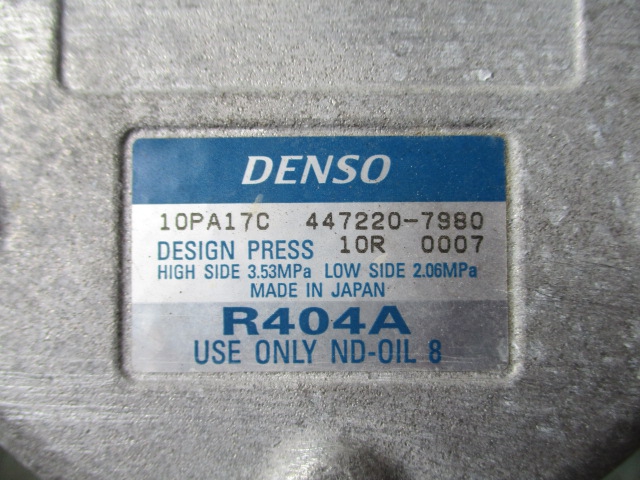 DENSO
10PA17C 447220-7980
DESIGN PRESS 10R 0007
HIGH SIDE 3.53MPa LOW SIDE 2.06MPa
MADE IN JAPAN
R404A
USE ONLY ND-OIL 8